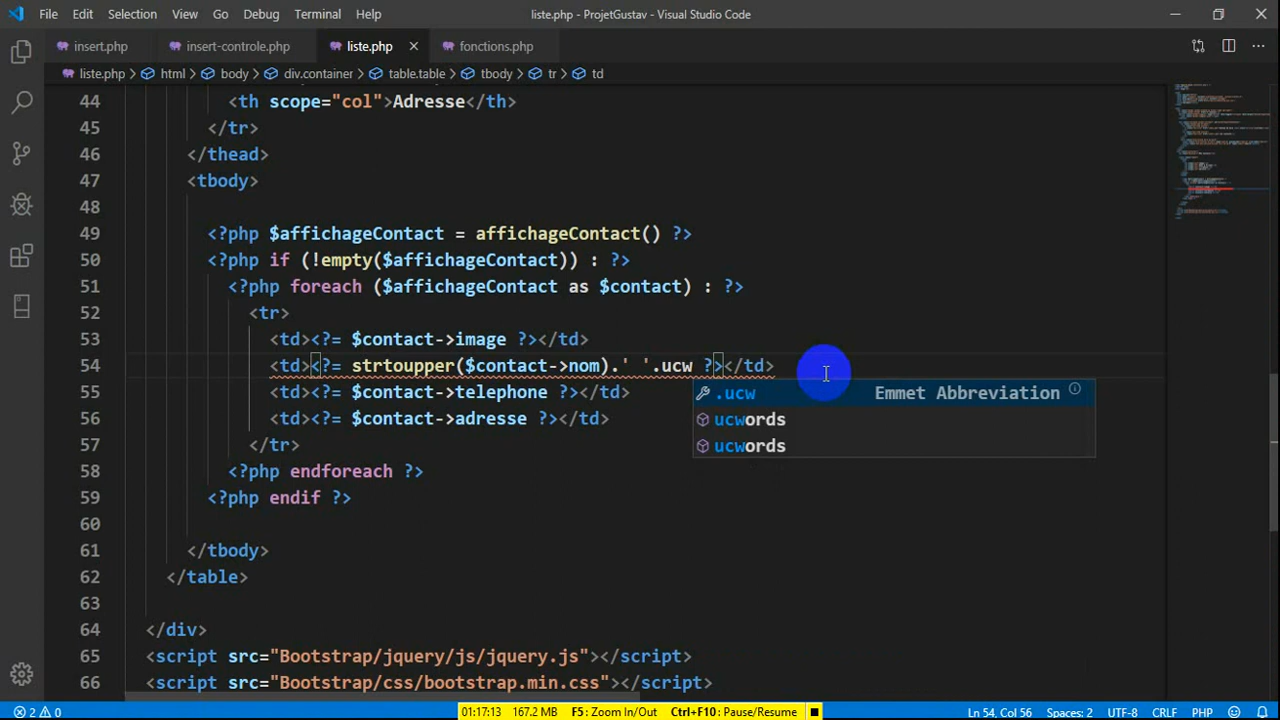 File Edit Selection View Go Debug Terminal Help liste.php - ProjetGustav - Visual Studio Code
insert.php insert-controle.php liste.php × fonctions.php
liste.php > html > body > div.container > table.table > tbody > tr > td
44 <th scope="col">Adresse</th>
45 </tr>
46 </thead>
47 <tbody>
48
49 <?php $affichageContact = affichageContact() ?>
50 <?php if (!empty($affichageContact)) : ?>
51 <?php foreach ($affichageContact as $contact) : ?>
52 <tr>
53 <td><?= $contact->image ?></td>
54 <td><?= strtoupper($contact->nom).' '.ucw ?></td>
.ucw Emmet Abbreviation
55 <td><?= $contact->telephone ?></td>
ucwords
56 <td><?= $contact->adresse ?></td>
ucwords
57 </tr>
58 <?php endforeach ?>
59 <?php endif ?>
60
61 </tbody>
62 </table>
63
64 </div>
65 <script src="Bootstrap/jquery/js/jquery.js"></script>
66 <script src="Bootstrap/css/bootstrap.min.css"></script>
2 0 01:17:13 167.2 MB F5: Zoom In/Out Ctrl+F10: Pause/Resume Ln 54, Col 56 Spaces: 2 UTF-8 CRLF PHP